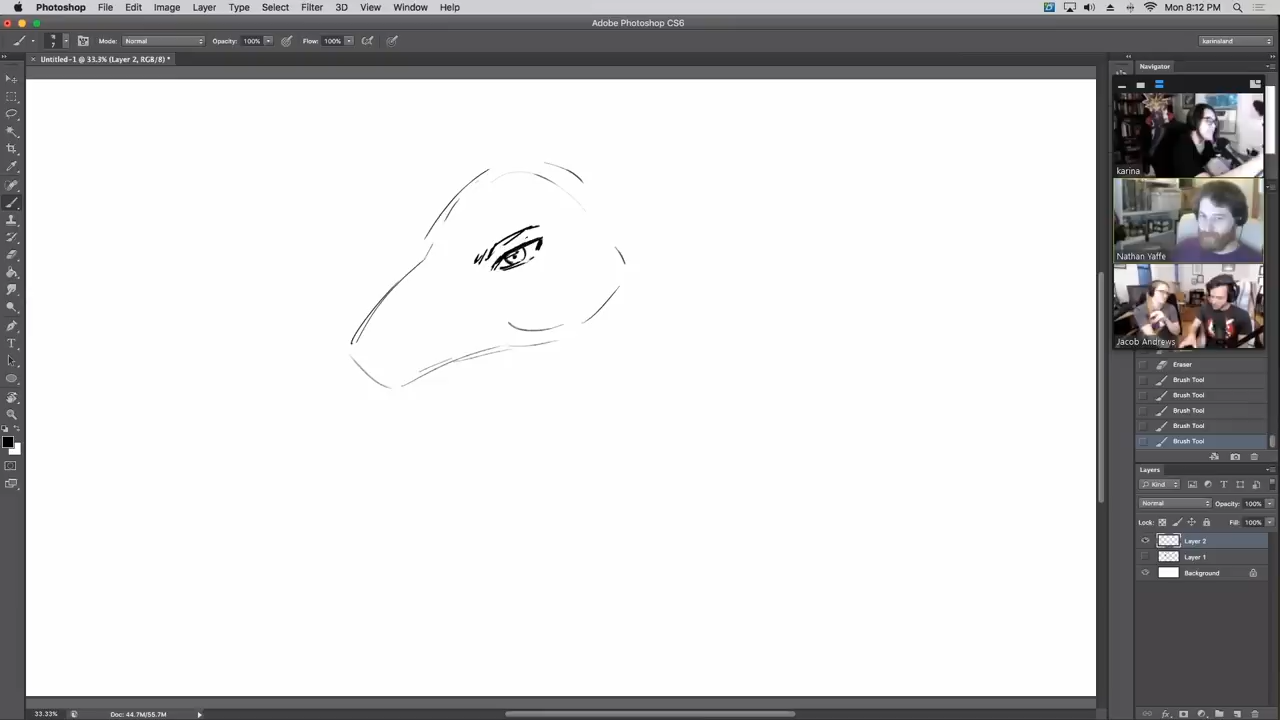 Photoshop File Edit Image Layer Type Select Filter 3D View Window Help
Mon 8:12 PM
Adobe Photoshop CS6
7 Mode: Normal Opacity: 100% Flow: 100% karinsland
Untitled-1 @ 33.3% (Layer 2, RGB/8) *
Navigator
karina
Nathan Yaffe
Jacob Andrews
Eraser
Brush Tool
Brush Tool
Brush Tool
Brush Tool
Brush Tool
Layers
Kind
Normal Opacity: 100%
Lock: Fill: 100%
Layer 2
Layer 1
Background
33.33% Doc: 44.7M/55.7M